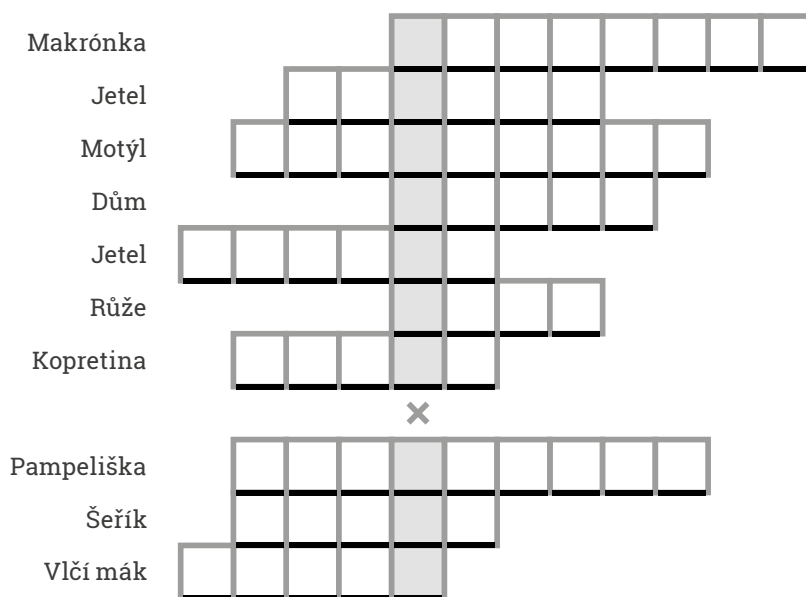 Makrónka
Jetel
Motýl
Dům
Jetel
Růže
Kopretina
Pampeliška
Šeřík
Vlčí mák